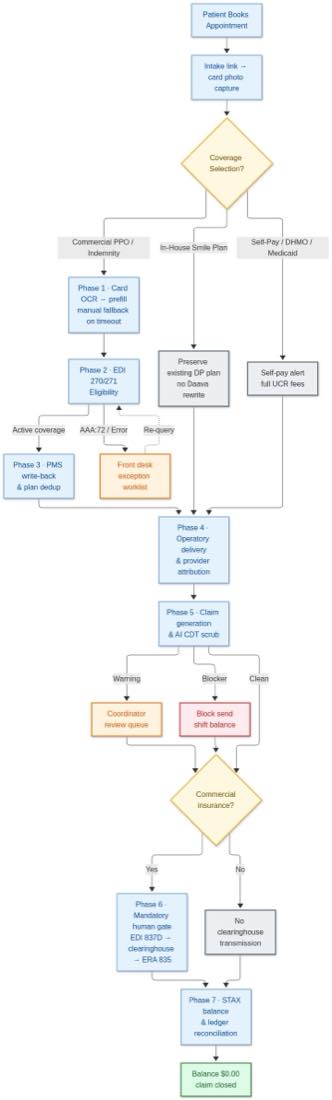 Patient Books
Appointment
Intake link →
card photo
capture
Coverage
Selection?
Commercial PPO /
Indemnity
In-House Smile Plan
Self-Pay / DHMO /
Medicaid
Phase 1 · Card
OCR → prefill
manual fallback
on timeout
Preserve
existing DP plan
no Daava
rewrite
Self-pay alert
full UCR fees
Phase 2 · EDI
270/271
Eligibility
Active coverage
AAA:72 / Error
Re-query
Phase 3 · PMS
write-back
& plan dedup
Front desk
exception
worklist
Phase 4 ·
Operatory
delivery
& provider
attribution
Phase 5 · Claim
generation
& AI CDT scrub
Warning
Blocker
Clean
Coordinator
review queue
Block send
shift balance
Commercial
insurance?
Yes
No
Phase 6 ·
Mandatory
human gate
EDI 837D →
clearinghouse
→ ERA 835
No
clearinghouse
transmission
Phase 7 · STAX
balance
& ledger
reconciliation
Balance $0.00
claim closed